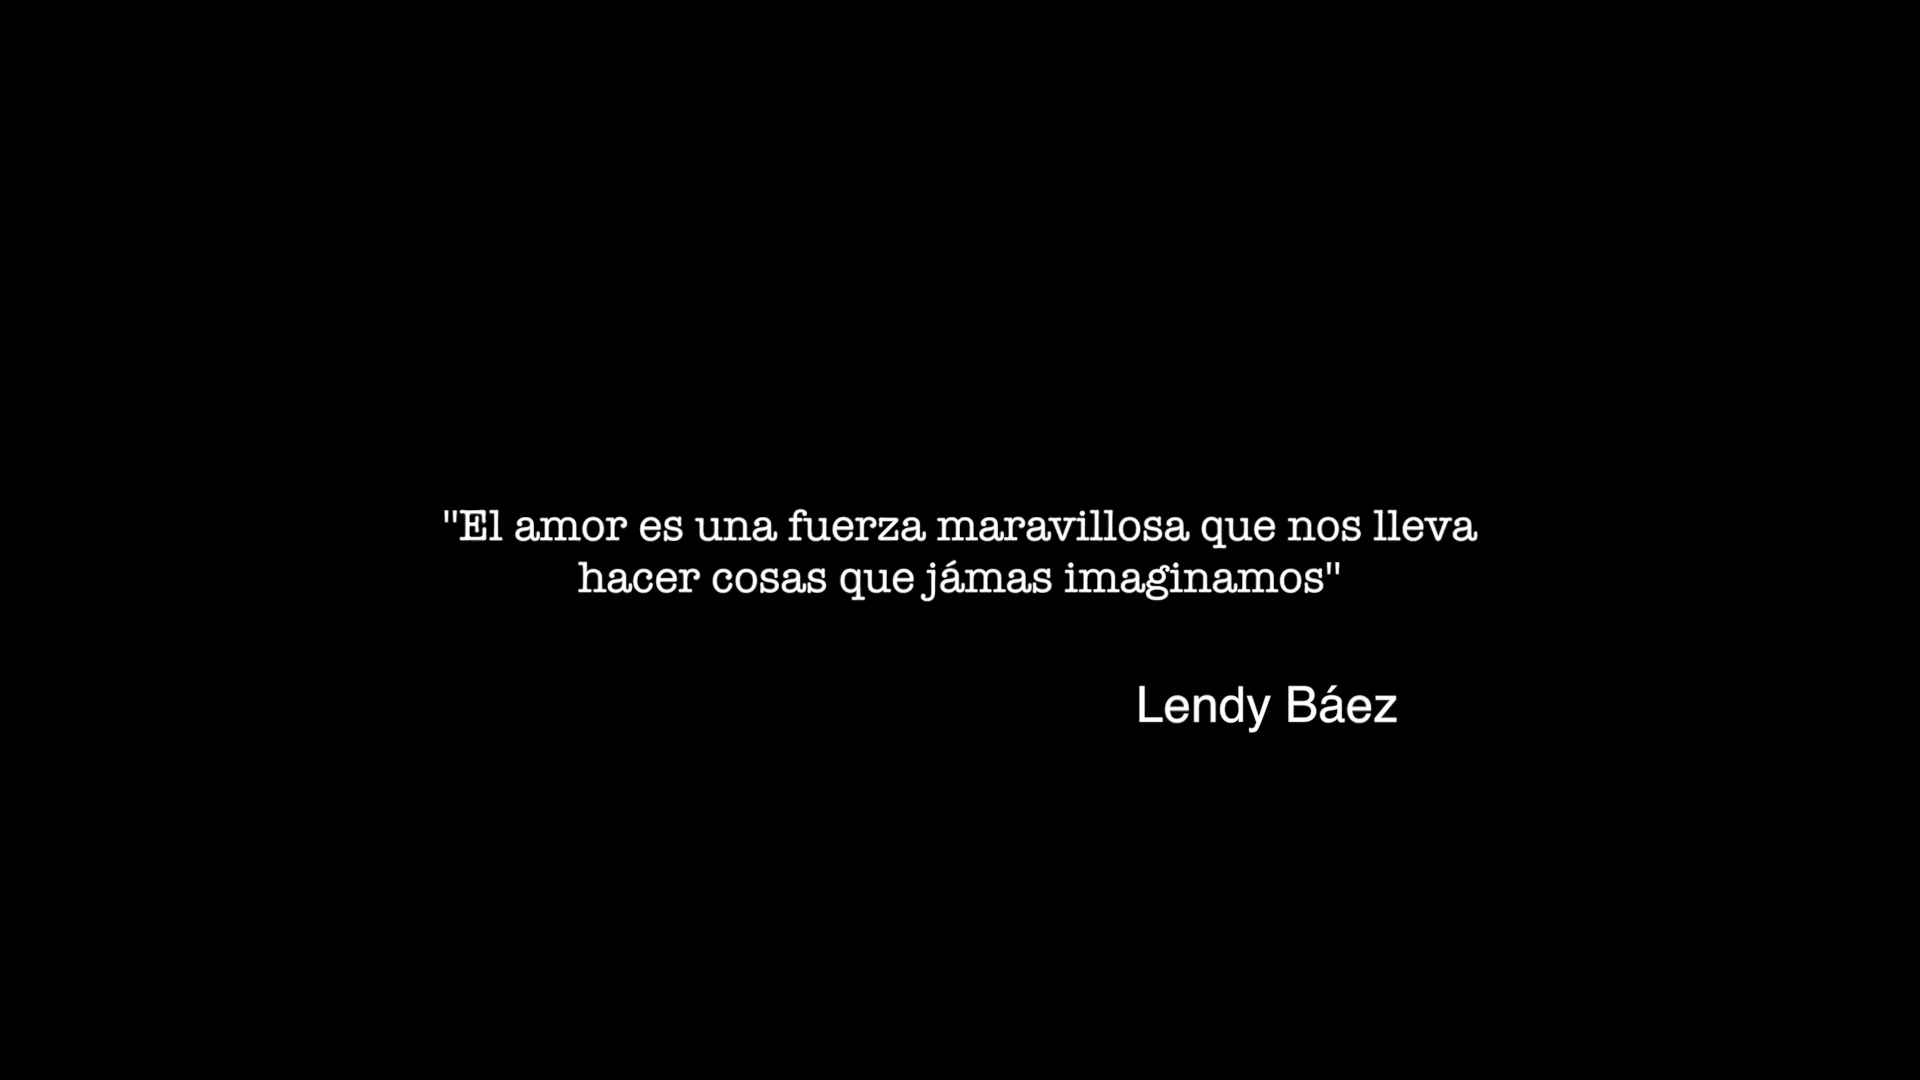 "El amor es una fuerza maravillosa que nos lleva
hacer cosas que jámas imaginamos"
Lendy Báez